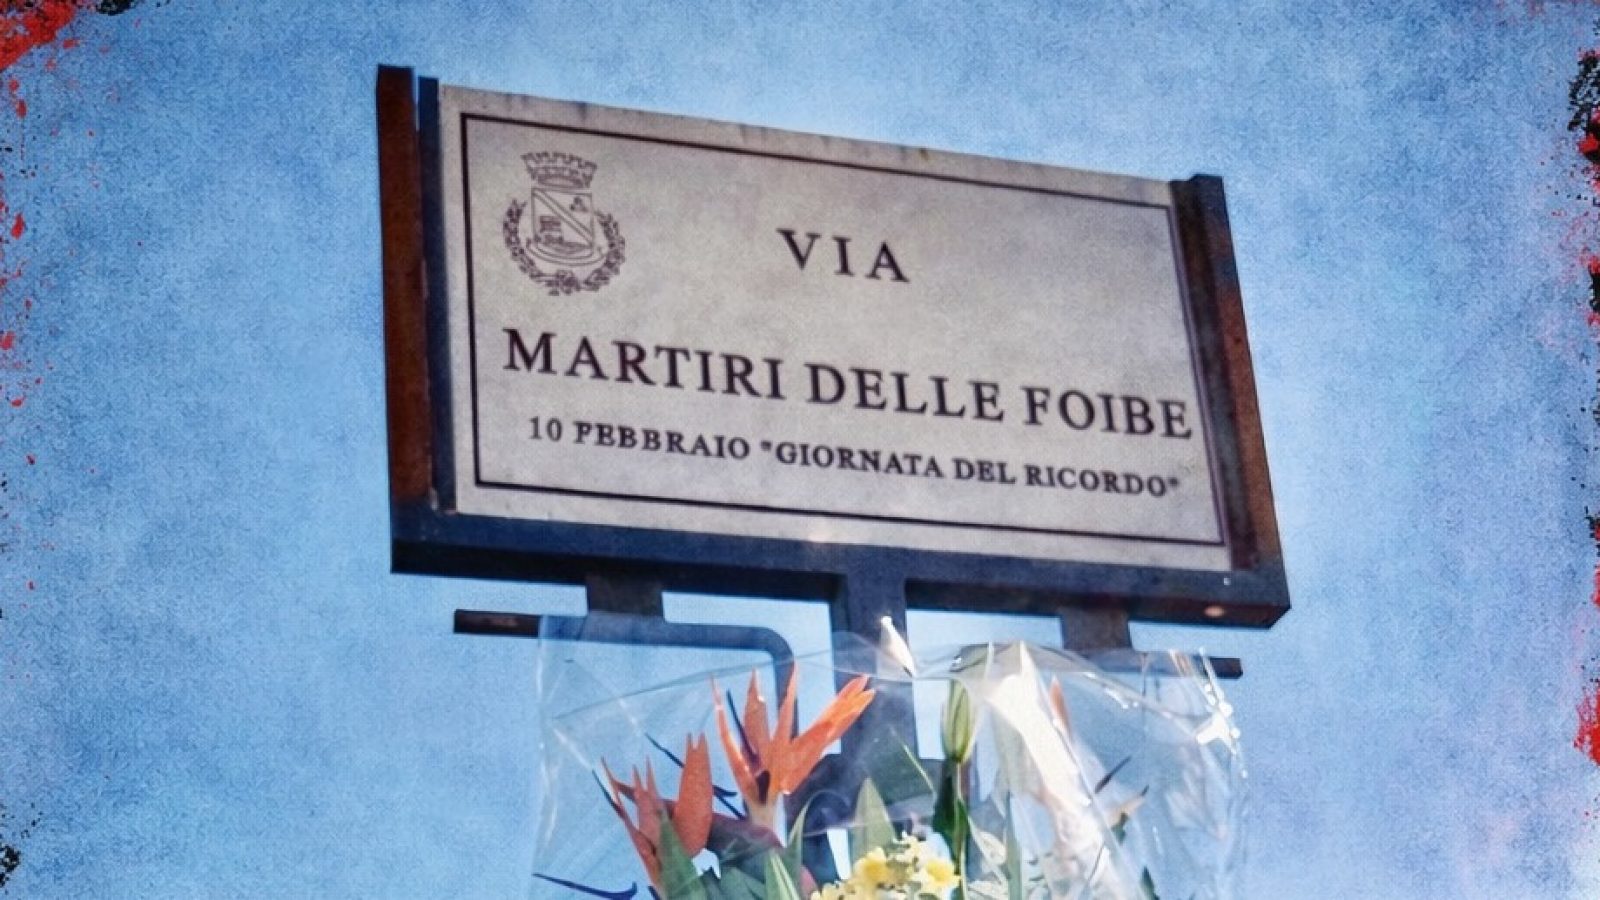 VIA
MARTIRI DELLE FOIBE
10 FEBBRAIO "GIORNATA DEL RICORDO"